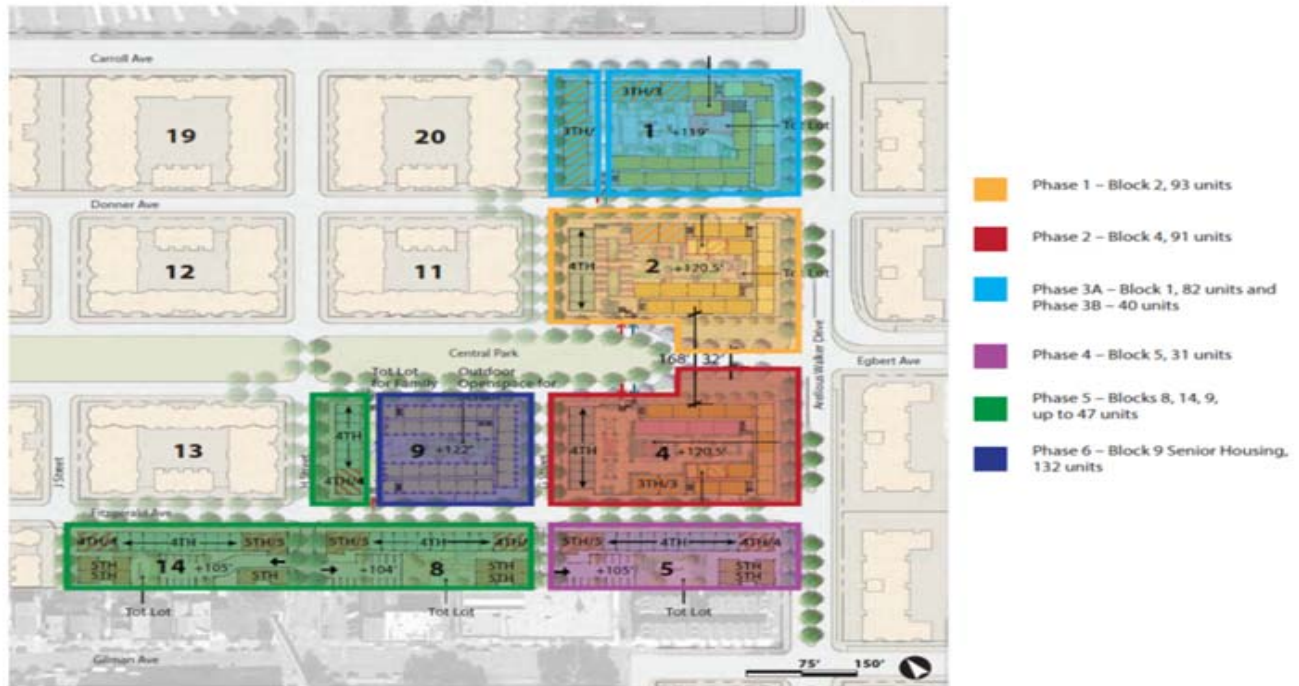 Carroll Ave
3TH/3
3TH/
19
20
1
+119'
Tot Lot
Donner Ave
12
11
4TH
2
+120.5'
Tot Lot
Central Park
168'
32'
Egbert Ave
Arelious Walker Drive
Tot Lot
for Family
Outdoor
Openspace for
13
J Street
4TH
4TH/4
9
+122'
4TH
4
+120.5'
3TH/3
Fitzgerald Ave
4TH/4
4TH
5TH/5
5TH/5
4TH
4TH/
5TH/5
4TH
4TH/4
5TH
5TH
14
+105'
5TH
+104'
8
5TH
5TH
+105'
5
5TH
5TH
Tot Lot
Tot Lot
Tot Lot
Gilman Ave
75'
150'
Phase 1 – Block 2, 93 units
Phase 2 – Block 4, 91 units
Phase 3A – Block 1, 82 units and
Phase 3B – 40 units
Phase 4 – Block 5, 31 units
Phase 5 – Blocks 8, 14, 9,
up to 47 units
Phase 6 – Block 9 Senior Housing,
132 units